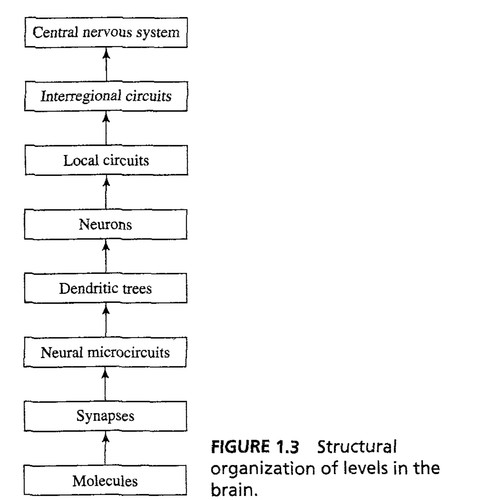 Central nervous system
Interregional circuits
Local circuits
Neurons
Dendritic trees
Neural microcircuits
Synapses
Molecules
FIGURE 1.3 Structural
organization of levels in the
brain.